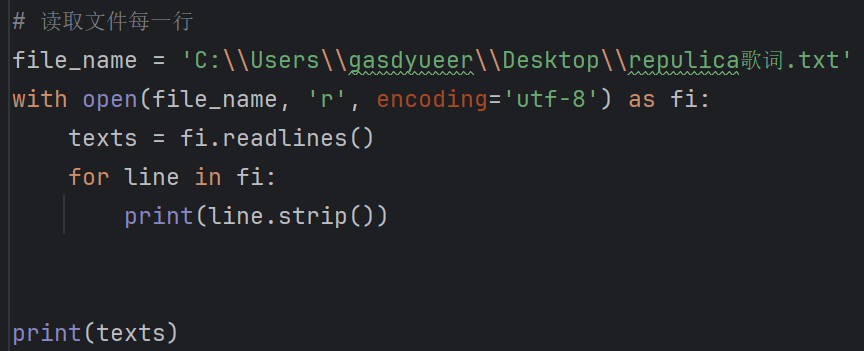 # 读取文件每一行
file_name = 'C:\\Users\\gasdyueer\\Desktop\\repulica歌词.txt'
with open(file_name, 'r', encoding='utf-8') as fi:
    texts = fi.readlines()
    for line in fi:
        print(line.strip())
print(texts)